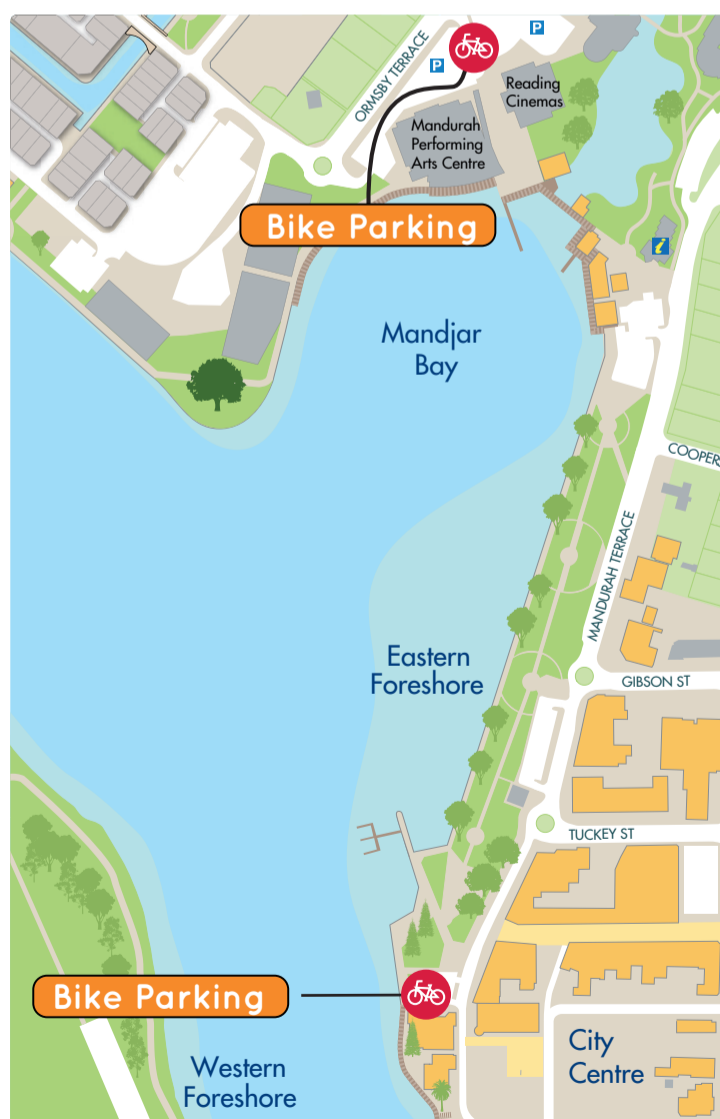 P
P
ORMSBY TERRACE
Reading
Cinemas
Mandurah
Performing
Arts Centre
Bike Parking
i
Mandjar
Bay
COOPER
MANDURAH TERRACE
Eastern
Foreshore
GIBSON ST
TUCKEY ST
Bike Parking
City
Centre
Western
Foreshore